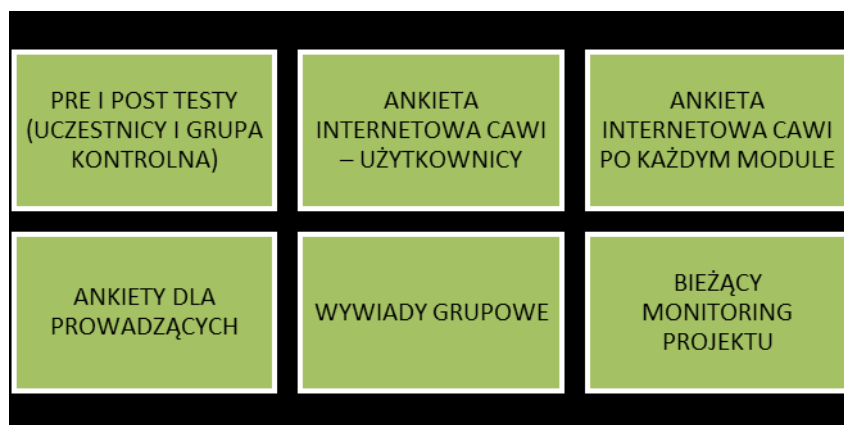 PRE I POST TESTY
(UCZESTNICY I GRUPA
KONTROLNA)
ANKIETA
INTERNETOWA CAWI
– UŻYTKOWNICY
ANKIETA
INTERNETOWA CAWI
PO KAŻDYM MODULE
ANKIETY DLA
PROWADZĄCYCH
WYWIADY GRUPOWE
BIEŻĄCY
MONITORING
PROJEKTU